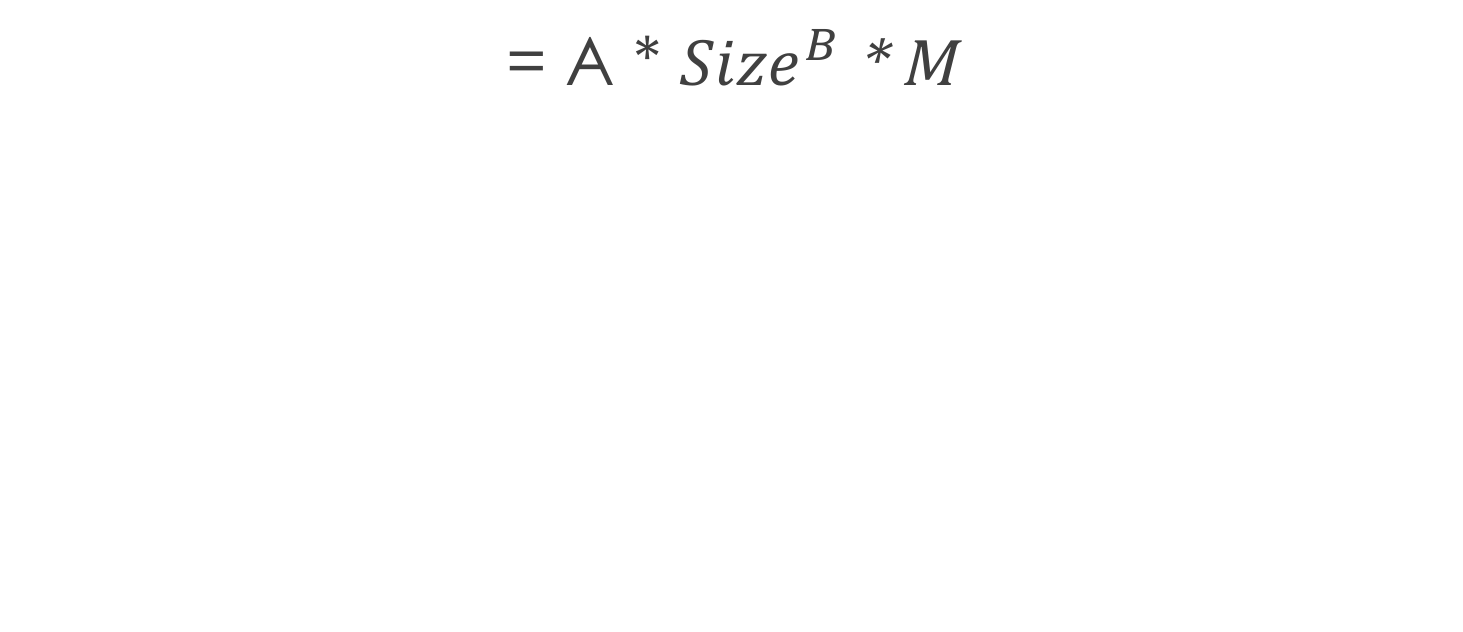 = A * Size^B * M